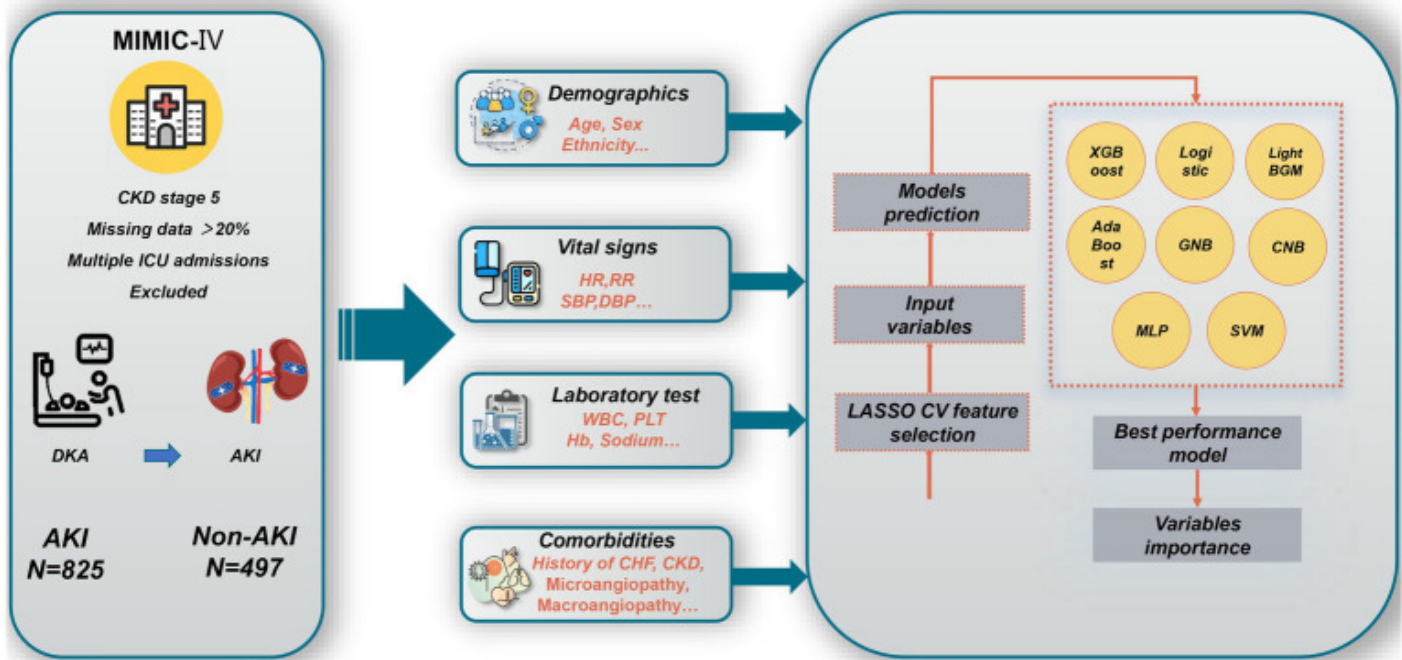 MIMIC-Ⅳ
CKD stage 5
Missing data ＞20%
Multiple ICU admissions
Excluded
DKA
AKI
AKI
N=825
Non-AKI
N=497
Demographics
Age, Sex
Ethnicity...
Vital signs
HR,RR
SBP,DBP…
Laboratory test
WBC, PLT
Hb, Sodium…
Comorbidities
History of CHF, CKD,
Microangiopathy,
Macroangiopathy…
Models
prediction
Input
variables
LASSO CV feature
selection
XGB
oost
Logi
stic
Light
BGM
Ada
Boo
st
GNB
CNB
MLP
SVM
Best performance
model
Variables
importance